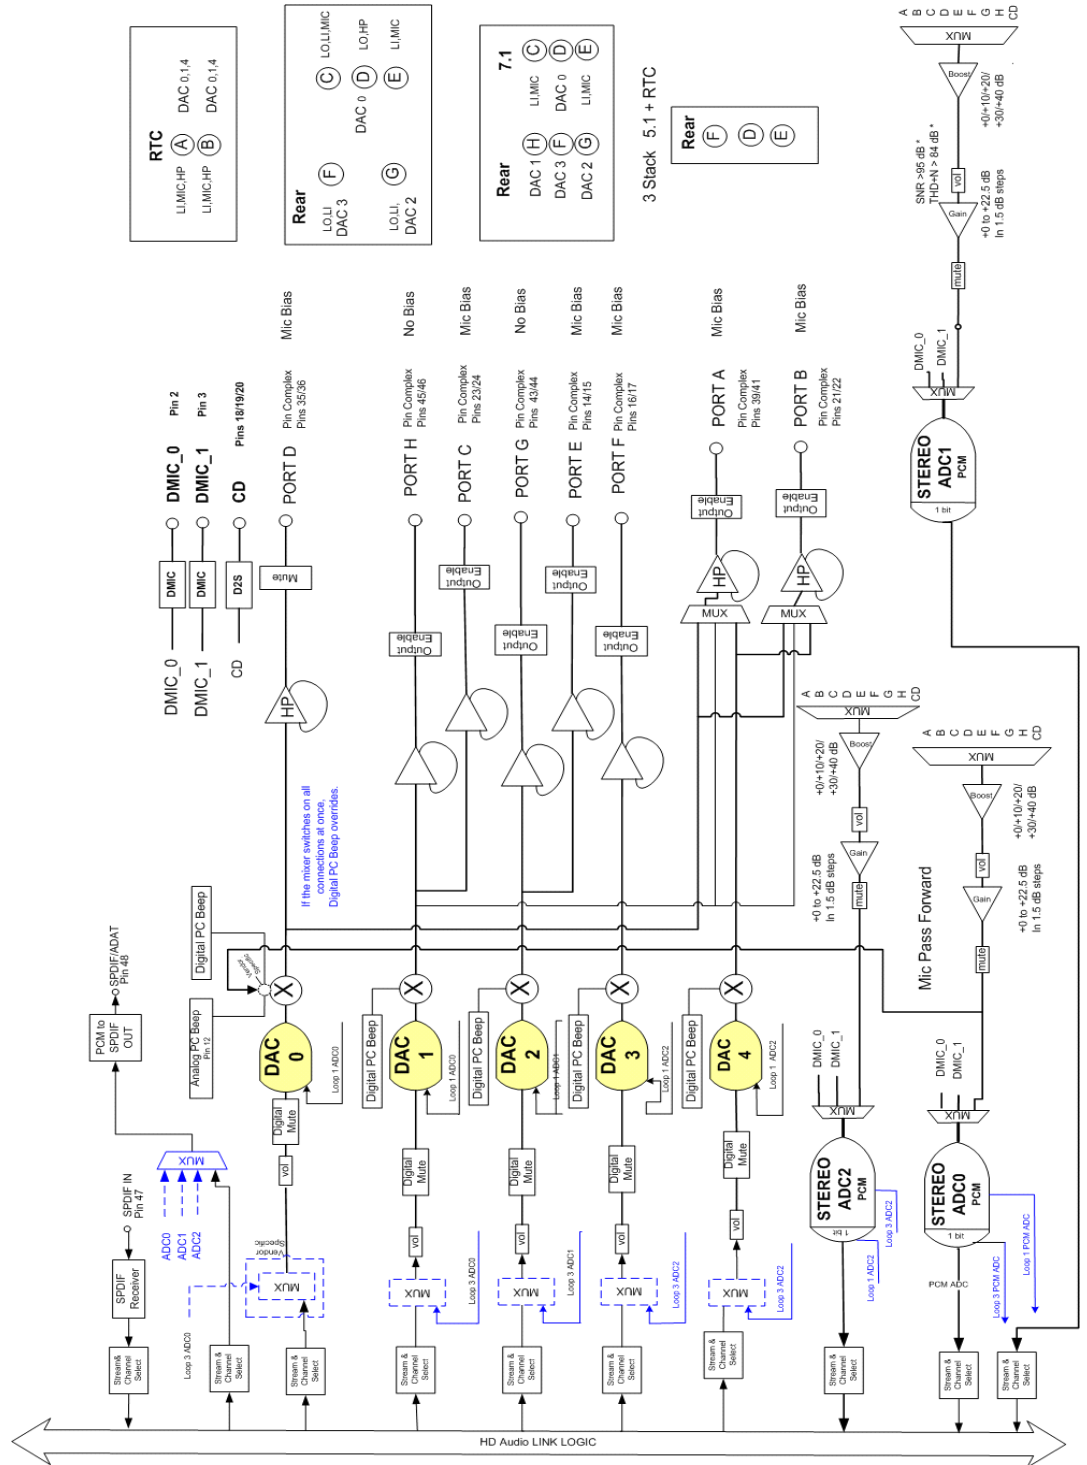 RTC
LI,MIC,HP A DAC 0,1,4
LI,MIC,HP B DAC 0,1,4
Rear
LO,LI
DAC 3
F
LO,LI,
DAC 2
G
C LO,LI,MIC
DAC 0 D LO,HP
E LI,MIC
Rear
7.1
DAC 1 H LI,MIC C
DAC 3 F DAC 0 D
DAC 2 G LI,MIC E
3 Stack 5.1 + RTC
Rear
F
D
E
DMIC_0 DMIC DMIC_0 Pin 2
DMIC_1 DMIC DMIC_1 Pin 3
CD D2S CD Pins 18/19/20
HP Mute PORT D Pin Complex
Pins 35/36
Mic Bias
If the mixer switches on all
connections at once,
Digital PC Beep overrides.
Output
Enable
PORT H Pin Complex
Pins 45/46
No Bias
Output
Enable
PORT C Pin Complex
Pins 23/24
Mic Bias
Output
Enable
PORT G Pin Complex
Pins 43/44
No Bias
Output
Enable
PORT E Pin Complex
Pins 14/15
Mic Bias
Output
Enable
PORT F Pin Complex
Pins 16/17
Mic Bias
MUX HP Output
Enable
PORT A
Pin Complex
Pins 39/41
Mic Bias
MUX HP Output
Enable
PORT B
Pin Complex
Pins 21/22
Mic Bias
SPDIF IN
Pin 47
SPDIF
Receiver
Stream&
Channel
Select
PCM to
SPDIF
OUT
SPDIF/ADAT
Pin 48
MUX
ADC0
ADC1
ADC2
Stream &
Channel
Select
Analog PC Beep
Pin 12
Digital PC Beep
Vendor
Specific
X
DAC
0
Loop 1 ADC0
Digital
Mute
vol
Vendor
Specific
MUX
Loop 3 ADC0
Stream &
Channel
Select
X
Digital PC Beep
DAC
1
Loop 1 ADC0
Digital
Mute
vol
MUX
Loop 3 ADC0
Stream &
Channel
Select
X
Digital PC Beep
DAC
2
Loop 1 ADC1
Digital
Mute
vol
MUX
Loop 3 ADC1
Stream &
Channel
Select
X
Digital PC Beep
DAC
3
Loop 1 ADC2
Digital
Mute
vol
MUX
Loop 3 ADC2
Stream &
Channel
Select
X
Digital PC Beep
DAC
4
Loop 1 ADC2
Digital
Mute
vol
MUX
Loop 3 ADC2
Stream &
Channel
Select
A B C D E F G H CD
MUX
Boost
+0/+10/+20/
+30/+40 dB
vol
Gain
+0 to +22.5 dB
In 1.5 dB steps
mute
DMIC_0
DMIC_1
MUX
STEREO
ADC2
PCM
1 bit
Loop 3 ADC2
Loop 1 ADC2
Stream &
Channel
Select
A B C D E F G H CD
MUX
Boost
+0/+10/+20/
+30/+40 dB
vol
Gain
+0 to +22.5 dB
In 1.5 dB steps
mute
Mic Pass Forward
DMIC_0
DMIC_1
MUX
STEREO
ADC0
PCM
1 bit
PCM ADC
Loop 3 PCM ADC
Loop 1 PCM ADC
Stream &
Channel
Select
A B C D E F G H CD
MUX
Boost
+0/+10/+20/
+30/+40 dB
SNR >95 dB *
THD+N > 84 dB *
vol
Gain
+0 to +22.5 dB
In 1.5 dB steps
mute
DMIC_0
DMIC_1
MUX
STEREO
ADC1
PCM
1 bit
Stream &
Channel
Select
HD Audio LINK LOGIC